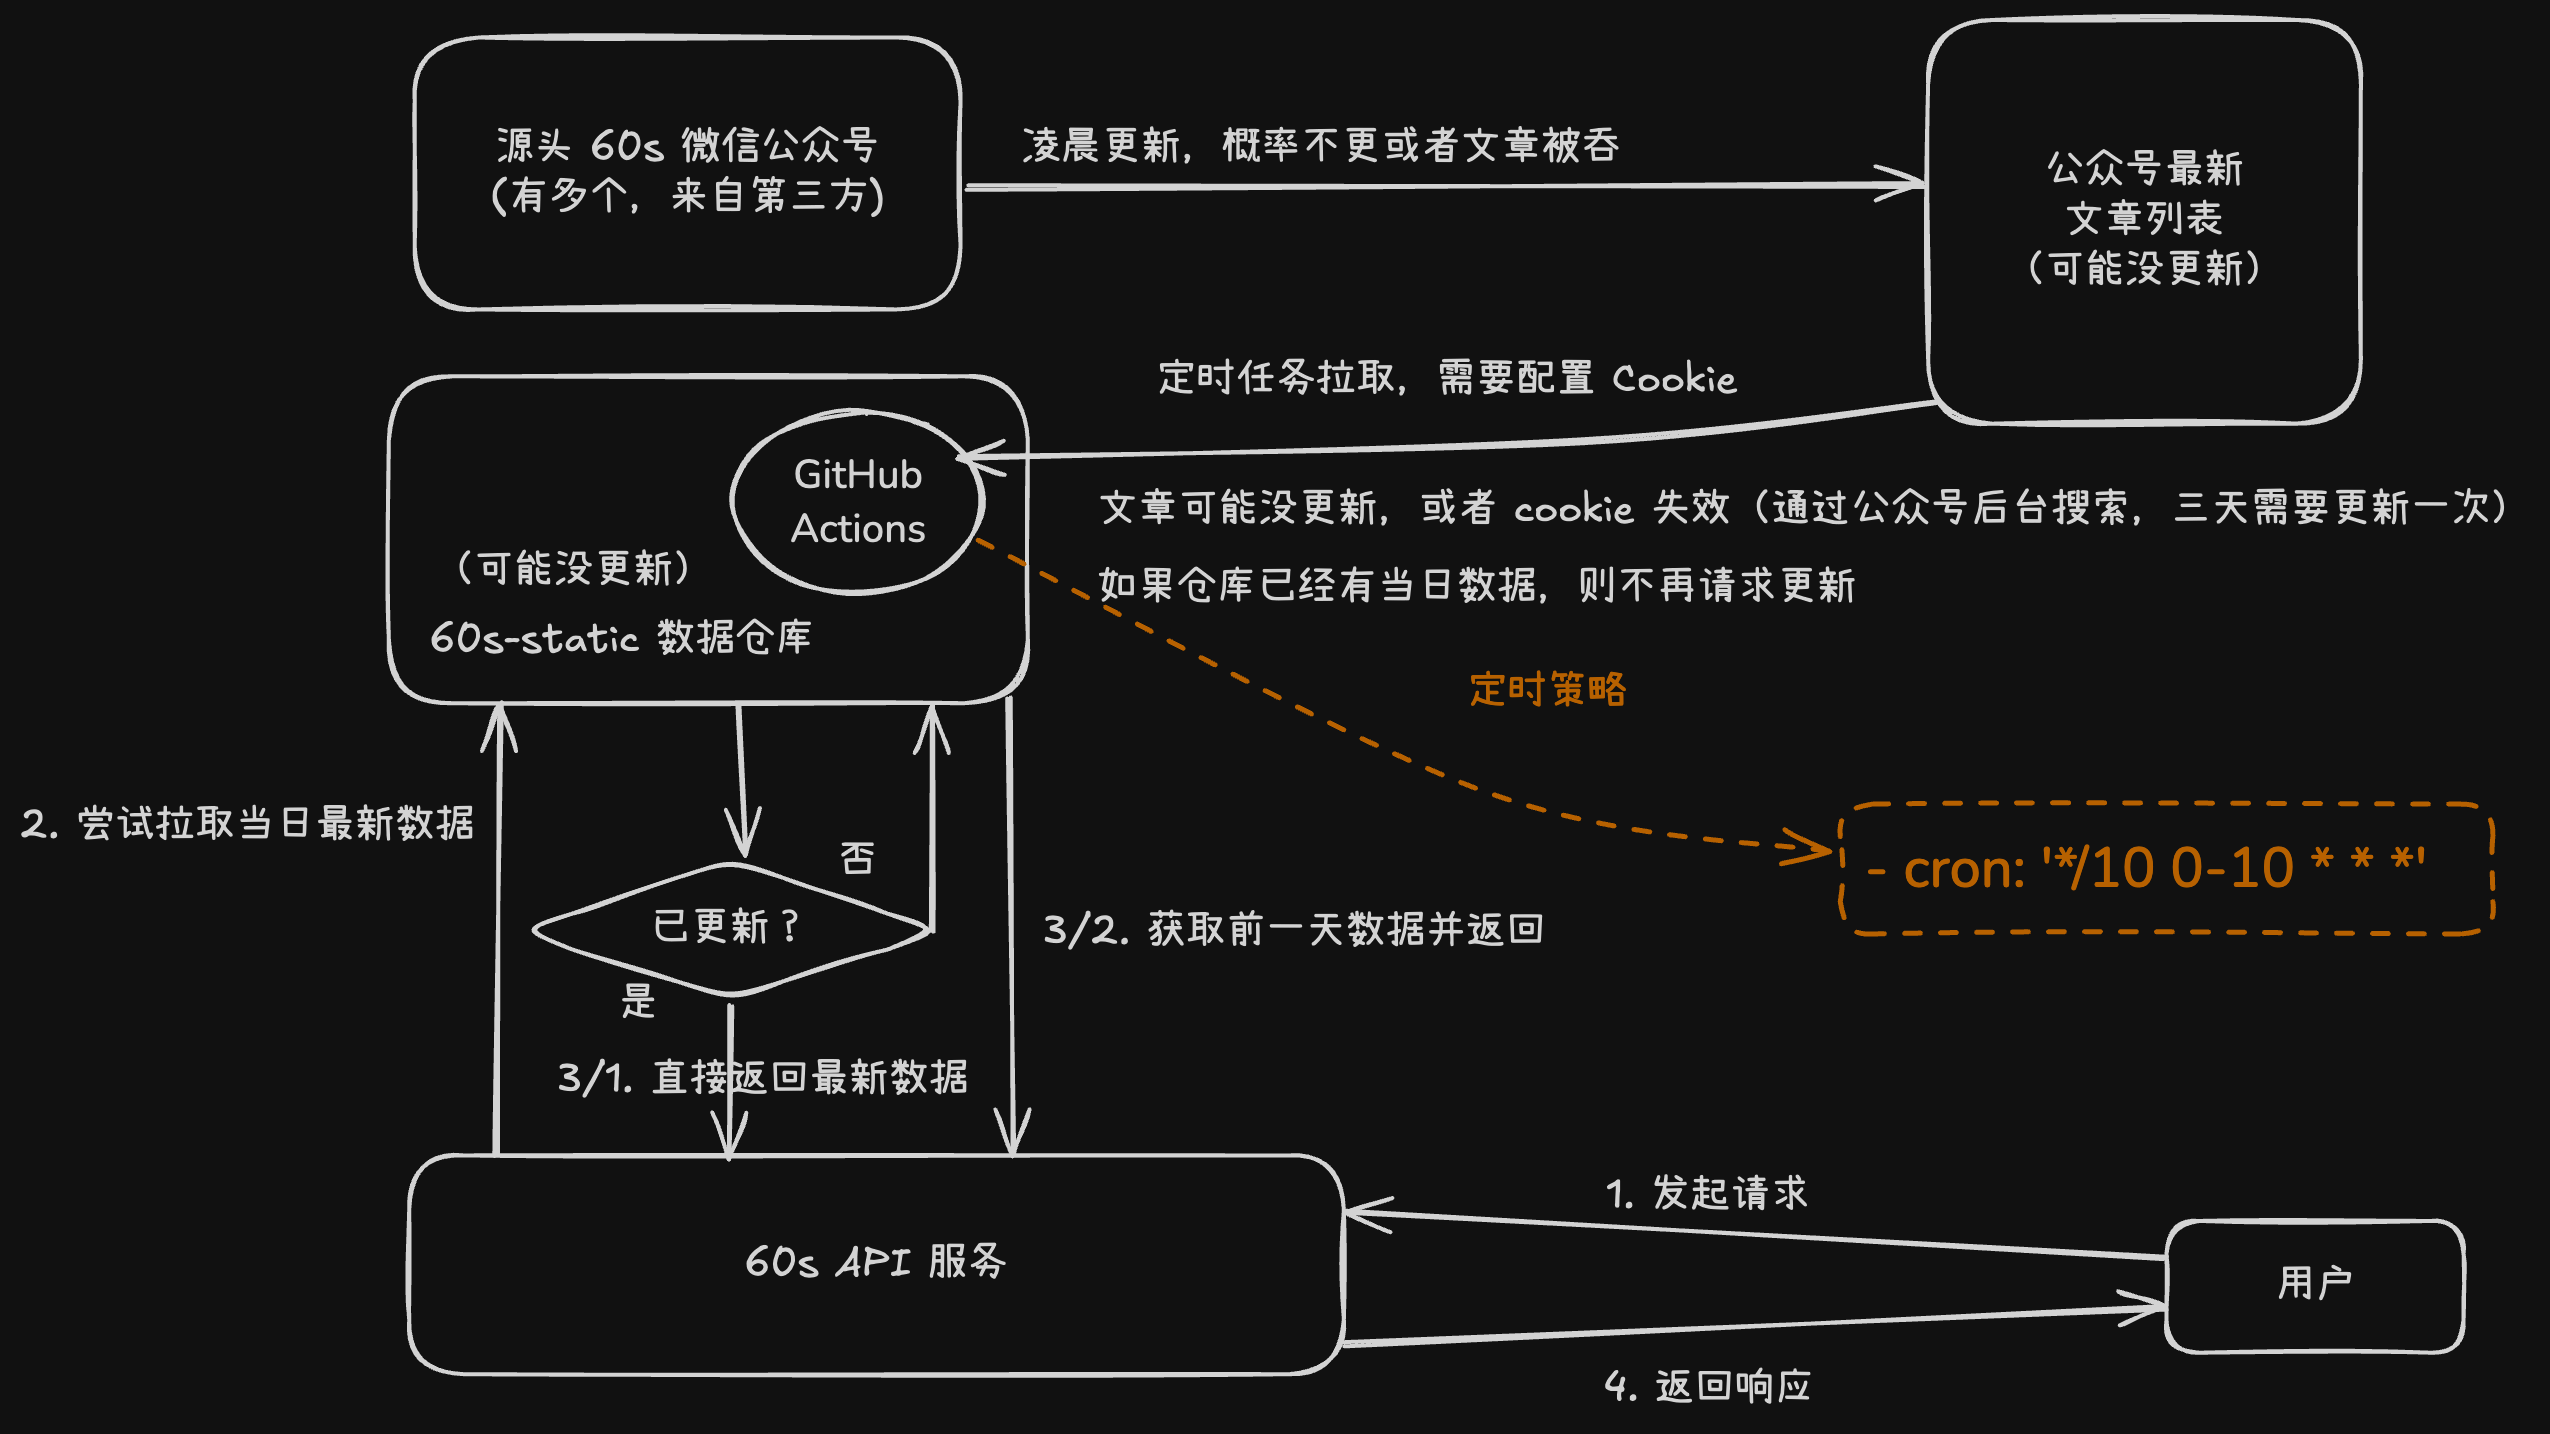 源头 60s 微信公众号
(有多个，来自第三方)
凌晨更新，概率不更或者文章被吞
公众号最新
文章列表
（可能没更新）
定时任务拉取，需要配置 Cookie
GitHub
Actions
（可能没更新）
60s-static 数据仓库
文章可能没更新，或者 cookie 失效（通过公众号后台搜索，三天需要更新一次）
如果仓库已经有当日数据，则不再请求更新
定时策略
- cron: '*/10 0-10 * * *'
2. 尝试拉取当日最新数据
否
已更新？
是
3/2. 获取前一天数据并返回
3/1. 直接返回最新数据
60s API 服务
1. 发起请求
用户
4. 返回响应